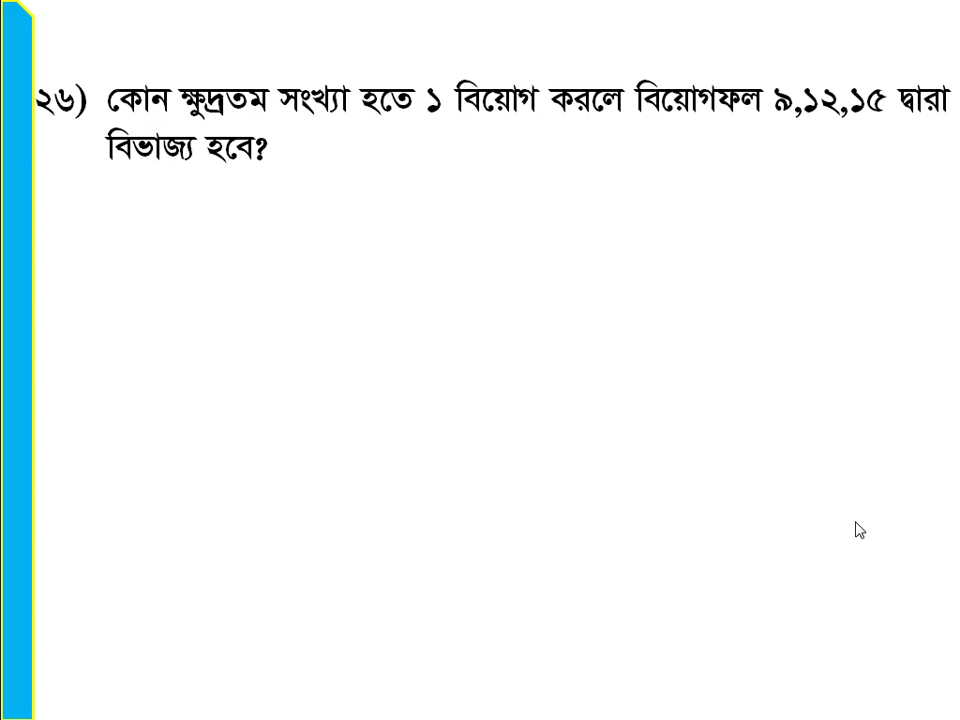 ২৬) কোন ক্ষুদ্রতম সংখ্যা হতে ১ বিয়োগ করলে বিয়োগফল ৯,১২,১৫ দ্বারা
বিভাজ্য হবে?